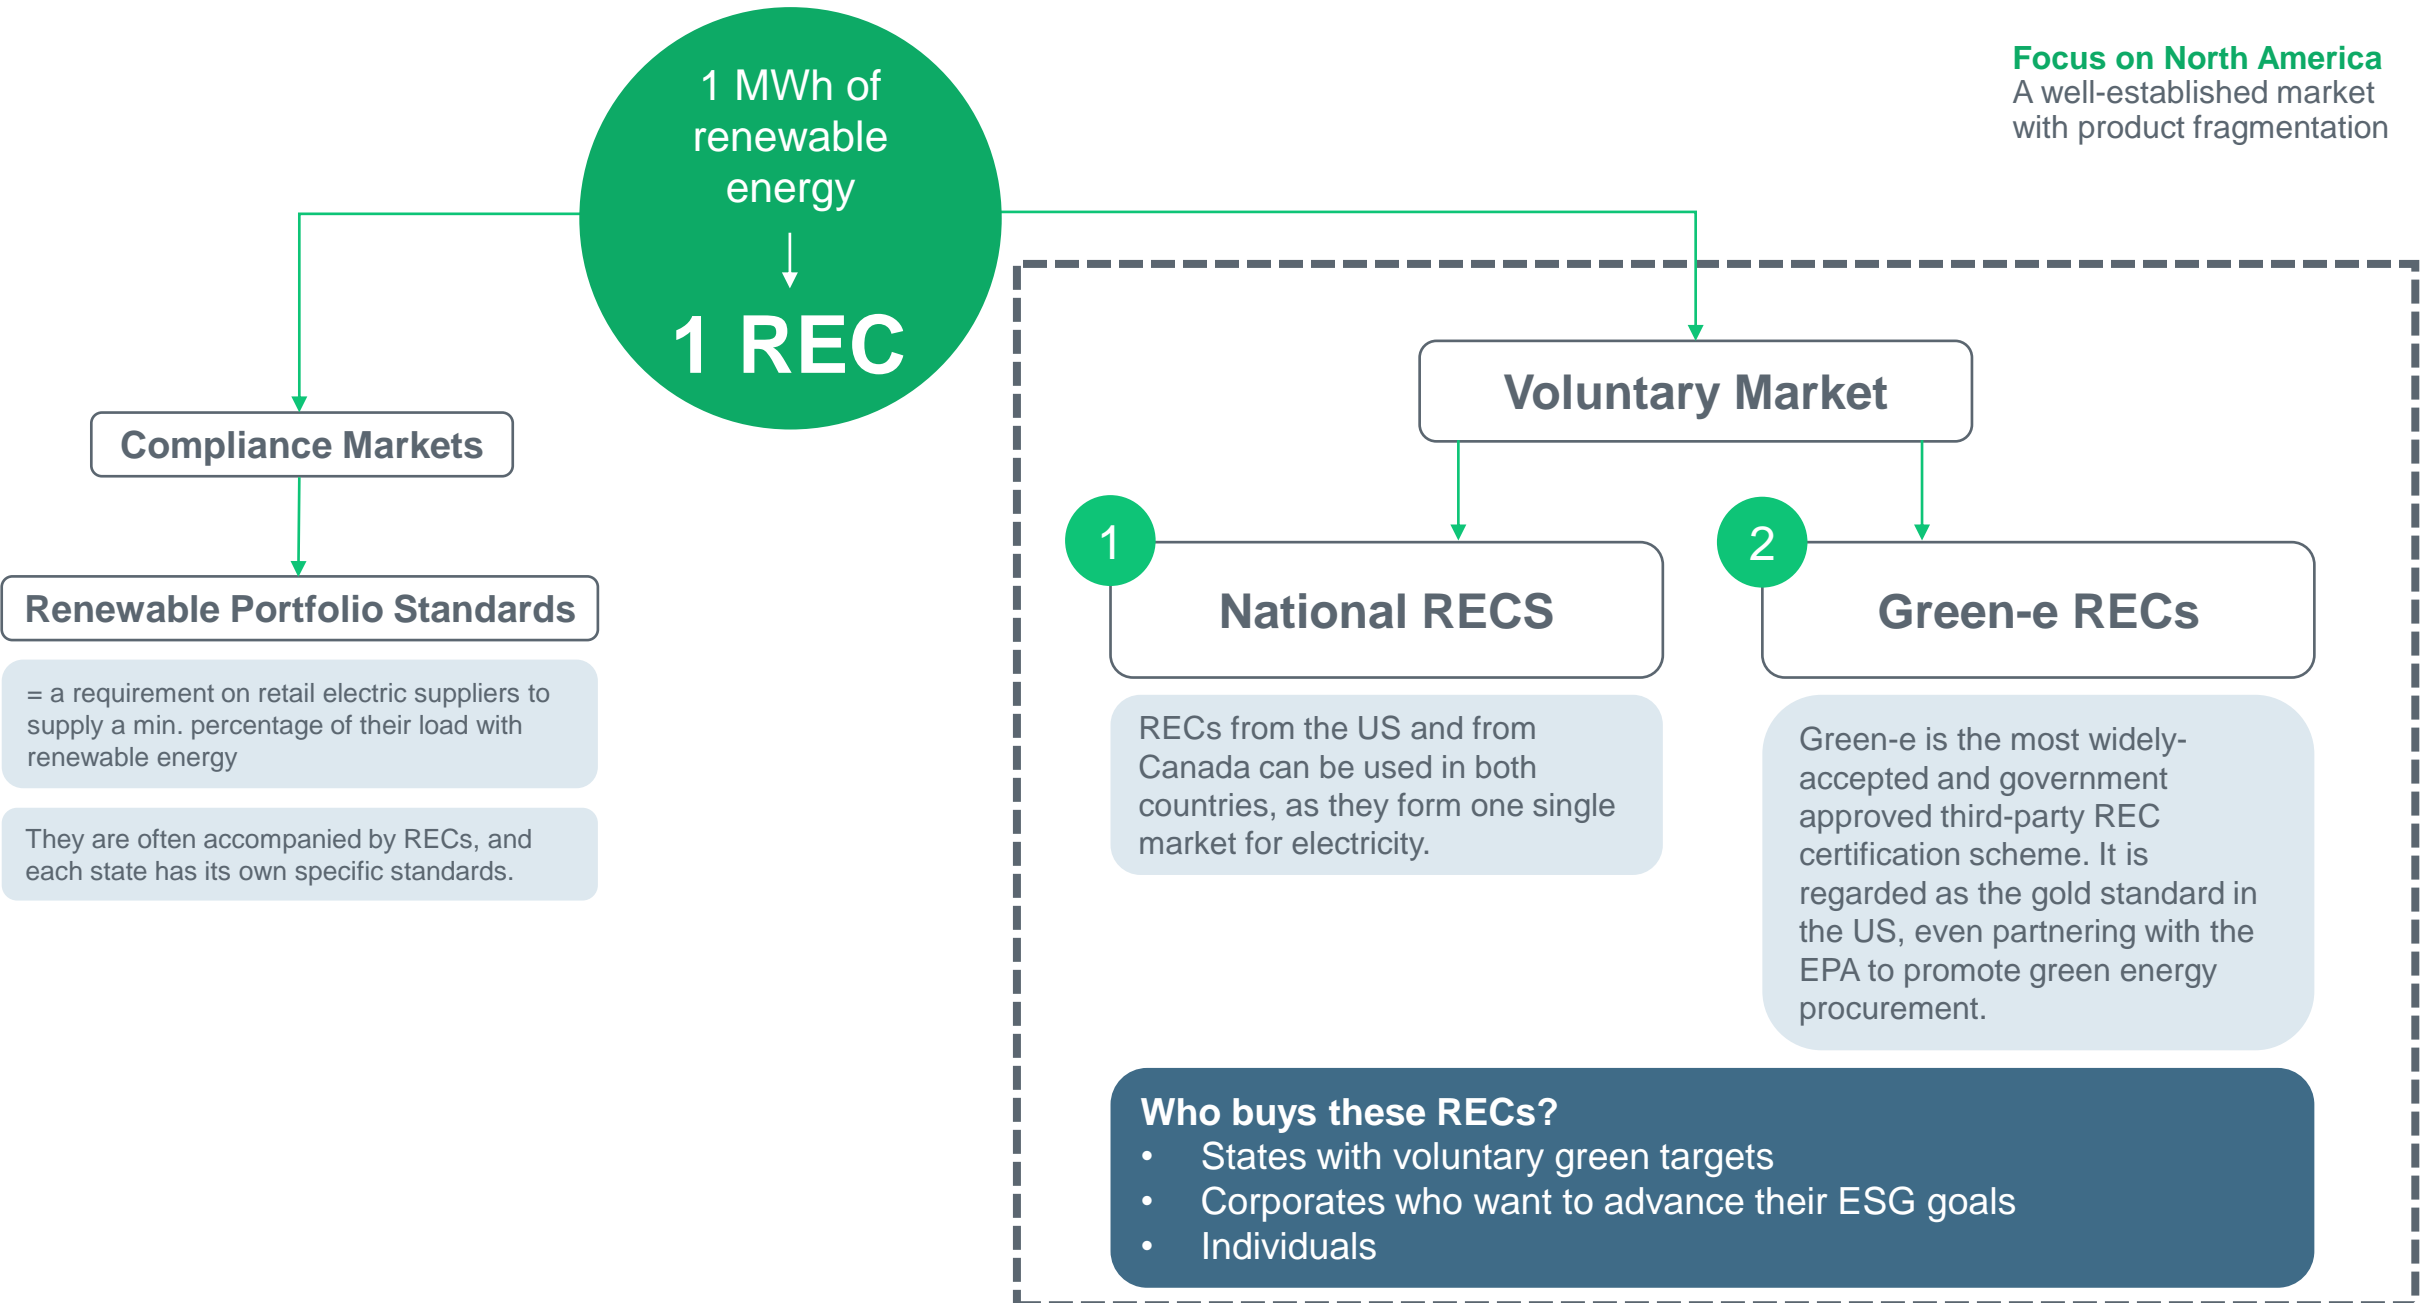 1 MWh of
renewable
energy
1 REC
Focus on North America
A well-established market
with product fragmentation
Compliance Markets
Renewable Portfolio Standards
= a requirement on retail electric suppliers to
supply a min. percentage of their load with
renewable energy
They are often accompanied by RECs, and
each state has its own specific standards.
Voluntary Market
1
National RECS
RECs from the US and from
Canada can be used in both
countries, as they form one single
market for electricity.
2
Green-e RECs
Green-e is the most widely-
accepted and government
approved third-party REC
certification scheme. It is
regarded as the gold standard in
the US, even partnering with the
EPA to promote green energy
procurement.
Who buys these RECs?
• States with voluntary green targets
• Corporates who want to advance their ESG goals
• Individuals